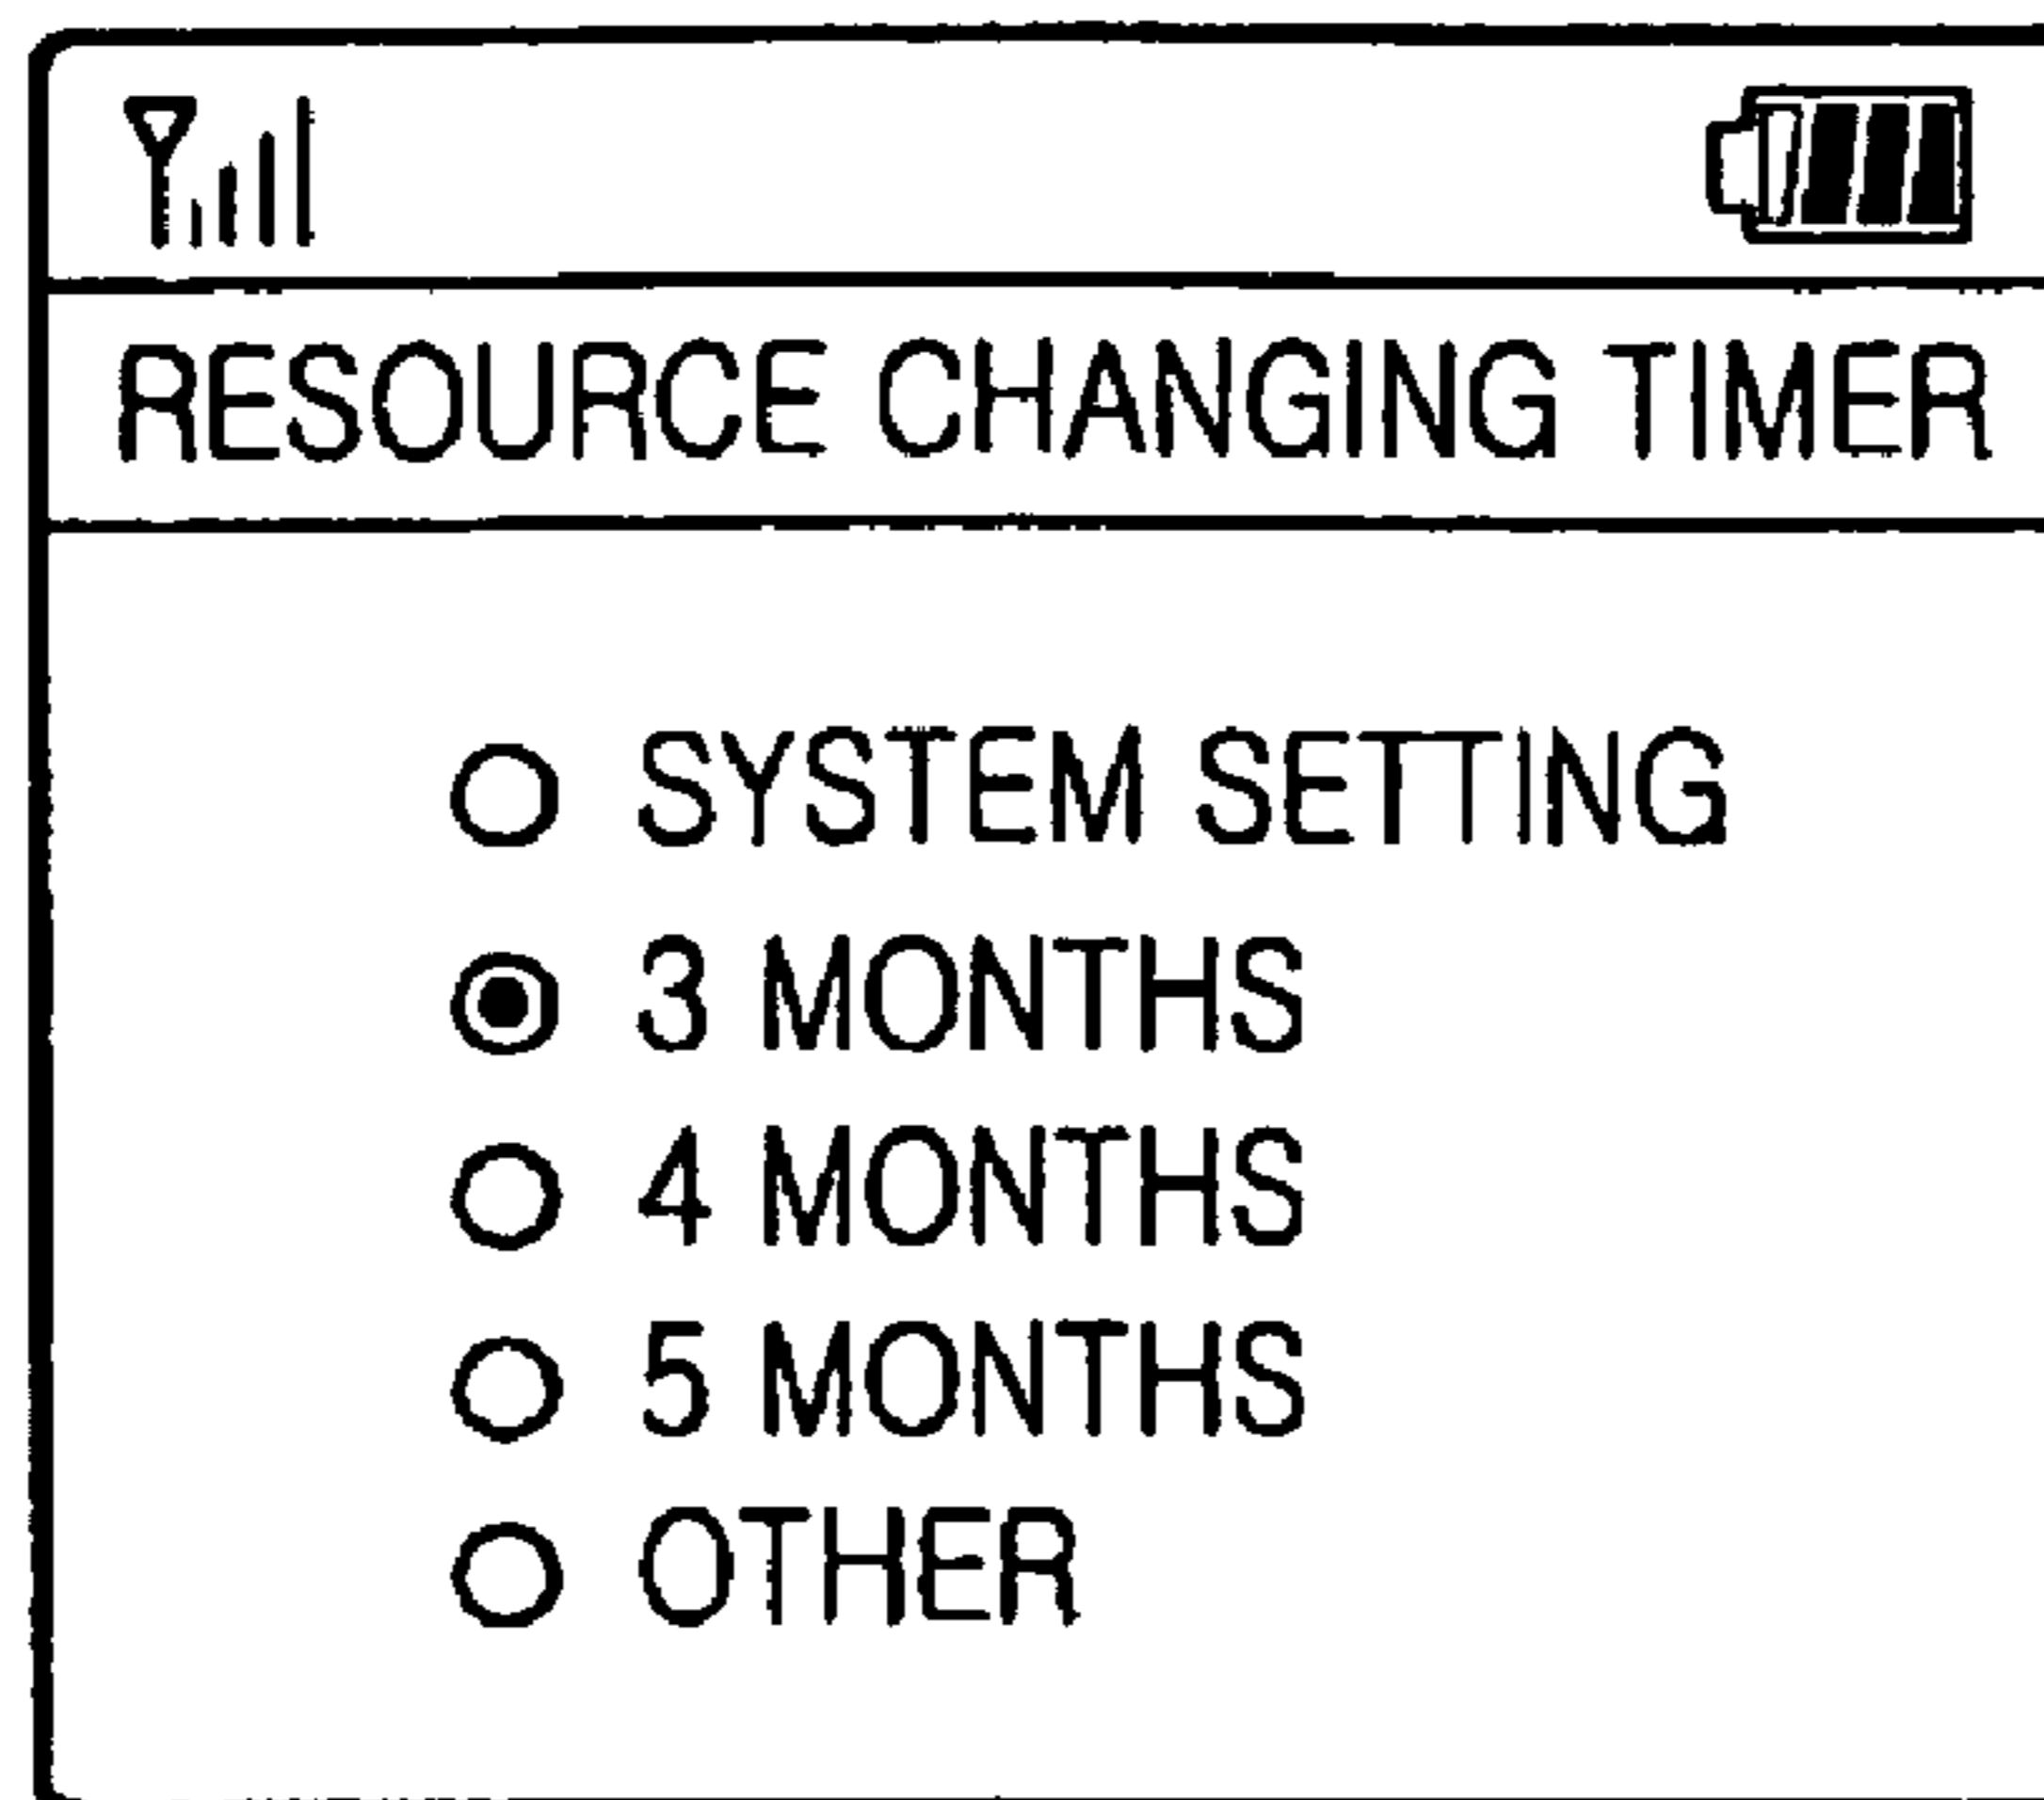 RESOURCE CHANGING TIMER
SYSTEM SETTING
3 MONTHS
4 MONTHS
5 MONTHS
OTHER